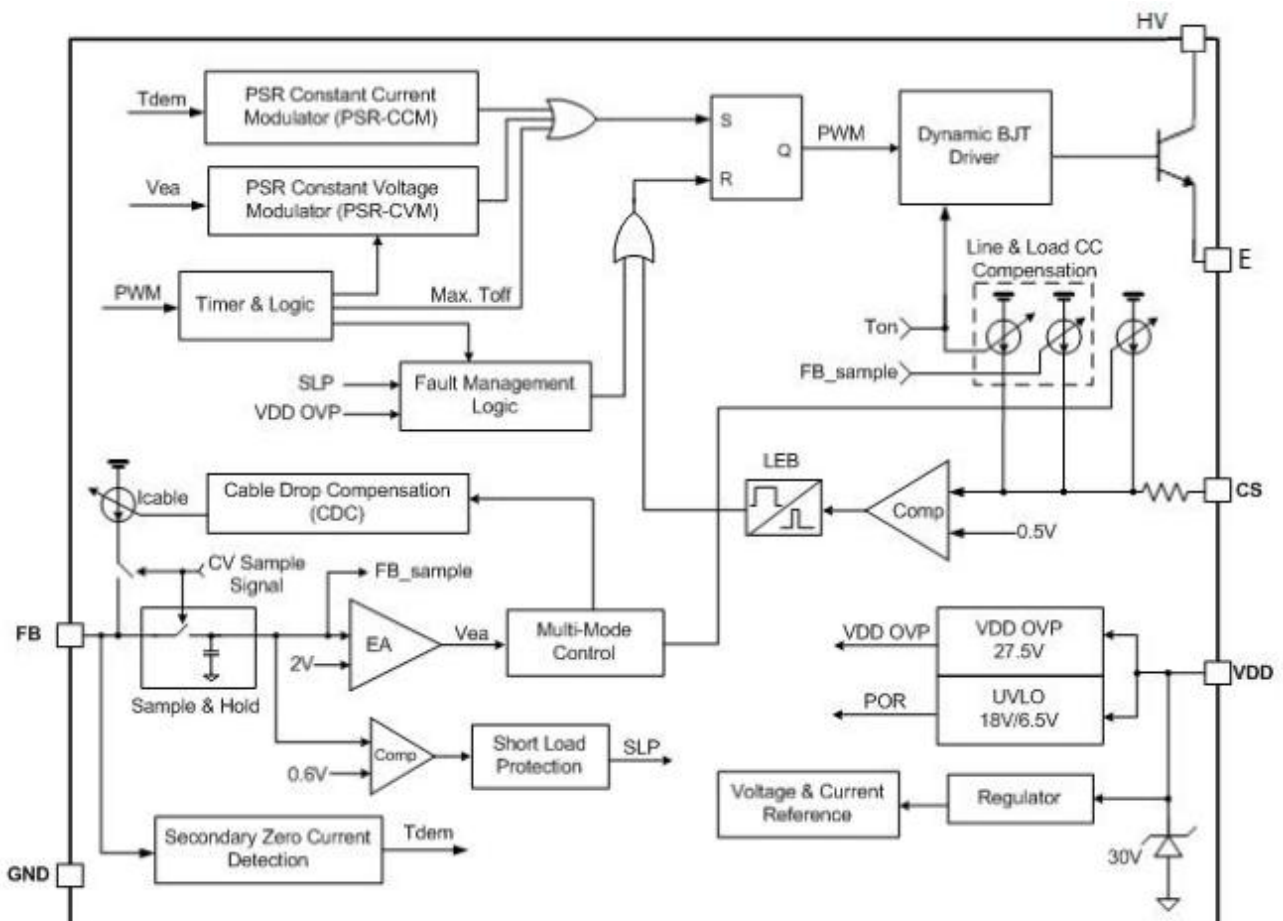 HV
Tdem
PSR Constant Current
Modulator (PSR-CCM)
S
R
Q
PWM
Dynamic BJT
Driver
Vea
PSR Constant Voltage
Modulator (PSR-CVM)
E
Line & Load CC
Compensation
PWM
Timer & Logic
Max. Toff
Ton
FB_sample
SLP
VDD OVP
Fault Management
Logic
LEB
Icable
Cable Drop Compensation
(CDC)
Comp
CS
0.5V
CV Sample
Signal
FB_sample
FB
EA
2V
Vea
Multi-Mode
Control
Sample & Hold
VDD OVP
VDD OVP
27.5V
VDD
POR
UVLO
18V/6.5V
Comp
0.6V
Short Load
Protection
SLP
Voltage & Current
Reference
Regulator
Secondary Zero Current
Detection
Tdem
30V
GND